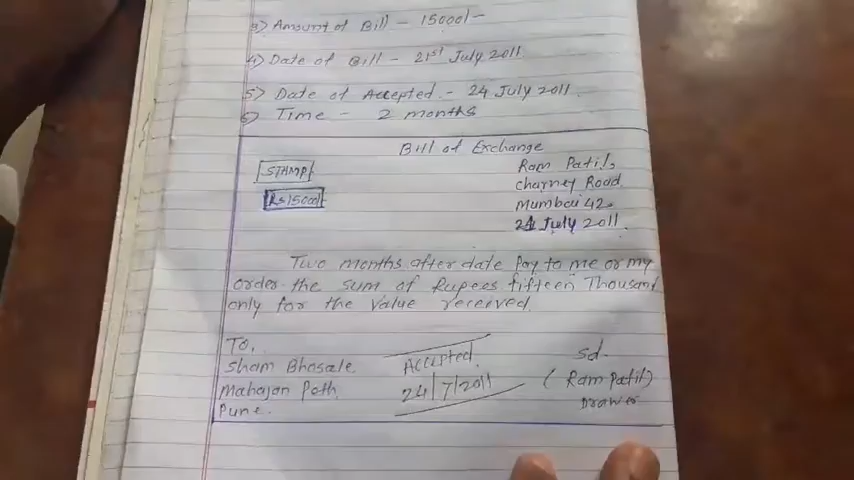 3) Amount of Bill - 15000/-
4) Date of Bill - 21st July 2011
5) Date of Accepted. - 24 July 2011
6) Time - 2 months
Bill of Exchange
STAMP
Rs 15000/-
Ram Patil,
charney Road
Mumbai 42.
21 July 2011
Two months after date Pay to me or my
order the sum of Rupees fifteen Thousand
only for the value received.
To,
Sham Bhosale.
Mahajan Path
Pune.
Accepted
24/7/2011
sd.
(Ram Patil)
Drawer